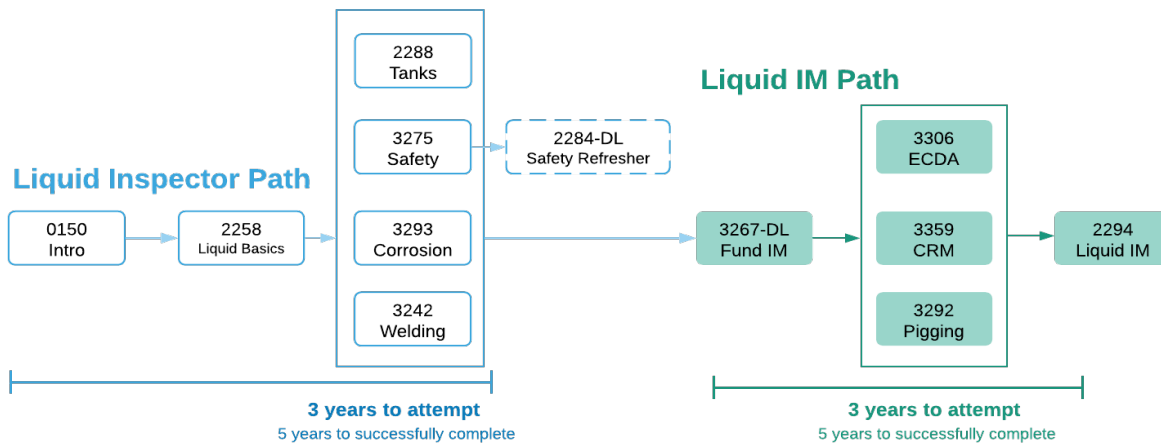 Liquid Inspector Path
0150
Intro
2258
Liquid Basics
2288
Tanks
3275
Safety
3293
Corrosion
3242
Welding
2284-DL
Safety Refresher
3 years to attempt
5 years to successfully complete
Liquid IM Path
3267-DL
Fund IM
3306
ECDA
3359
CRM
3292
Pigging
2294
Liquid IM
3 years to attempt
5 years to successfully complete